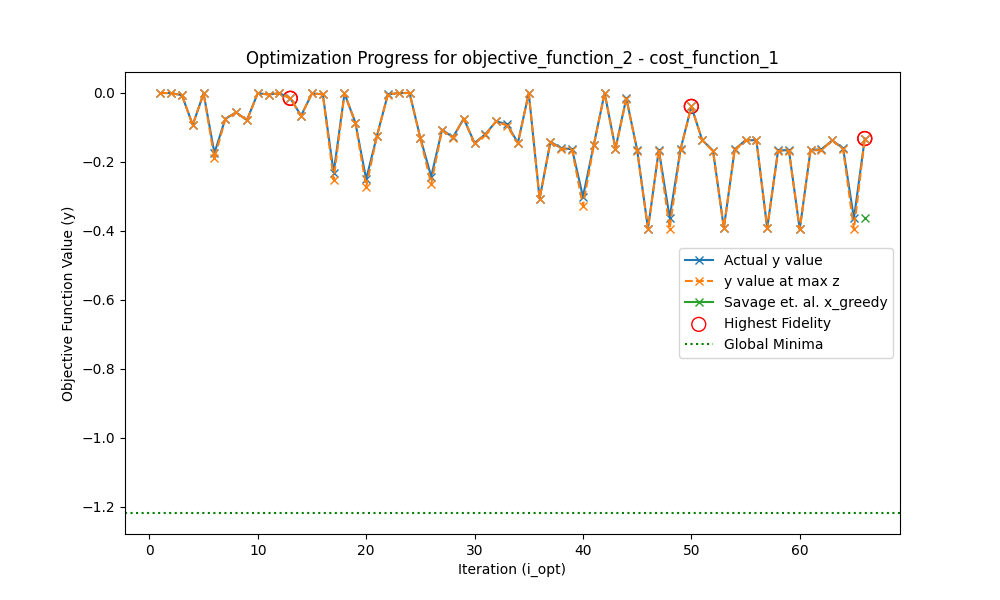 Optimization Progress for objective_function_2 - cost_function_1
Objective Function Value (y)
0.0
−0.2
−0.4
−0.6
−0.8
−1.0
−1.2
Actual y value
y value at max z
Savage et. al. x_greedy
Highest Fidelity
Global Minima
0 10 20 30 40 50 60
Iteration (i_opt)